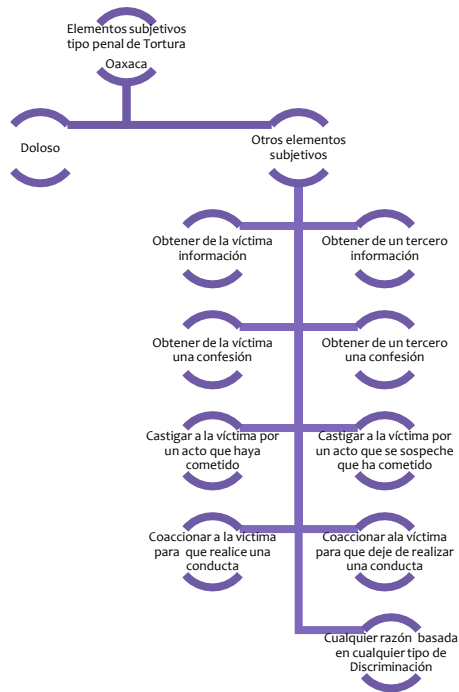 Elementos subjetivos
tipo penal de Tortura
Oaxaca
Doloso
Otros elementos
subjetivos
Obtener de la víctima
información
Obtener de un tercero
información
Obtener de la víctima
una confesión
Obtener de un tercero
una confesión
Castigar a la víctima por
un acto que haya
cometido
Castigar a la víctima por
un acto que se sospeche
que ha cometido
Coaccionar a la víctima
para que realice una
conducta
Coaccionar ala víctima
para que deje de realizar
una conducta
Cualquier razón basada
en cualquier tipo de
Discriminación